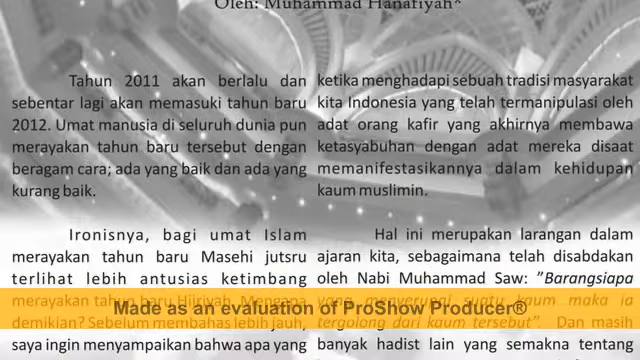 Oleh: Muhammad Hanafiyah*
Tahun 2011 akan berlalu dan
sebentar lagi akan memasuki tahun baru
2012. Umat manusia di seluruh dunia pun
merayakan tahun baru tersebut dengan
beragam cara; ada yang baik dan ada yang
kurang baik.
Ironisnya, bagi umat Islam
merayakan tahun baru Masehi jutsru
terlihat lebih antusias ketimbang
merayakan tahun baru Hijriyah. Mengapa
demikian? Sebelum membahas lebih jauh,
saya ingin menyampaikan bahwa apa yang
ketika menghadapi sebuah tradisi masyarakat
kita Indonesia yang telah termanipulasi oleh
adat orang kafir yang akhirnya membawa
ketasyabuhan dengan adat mereka disaat
memanifestasikannya dalam kehidupan
kaum muslimin.
Hal ini merupakan larangan dalam
ajaran kita, sebagaimana telah disabdakan
oleh Nabi Muhammad Saw: "Barangsiapa
yang menyerupai suatu kaum maka ia
tergolong dari kaum tersebut". Dan masih
banyak hadist lain yang semakna tentang
Made as an evaluation of ProShow Producer®